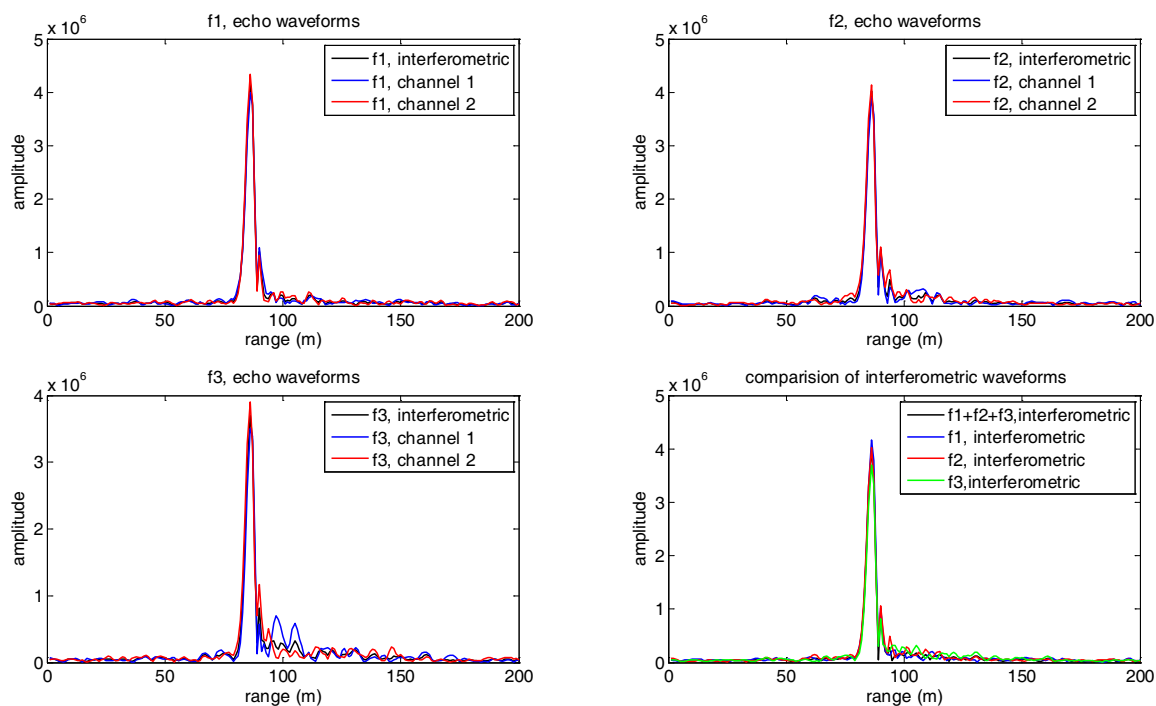 f1, echo waveforms
x 10^6
5
4
3
2
1
0
amplitude
0 50 100 150 200
range (m)
f1, interferometric
f1, channel 1
f1, channel 2
f2, echo waveforms
x 10^6
5
4
3
2
1
0
amplitude
0 50 100 150 200
range (m)
f2, interferometric
f2, channel 1
f2, channel 2
f3, echo waveforms
x 10^6
4
3
2
1
0
amplitude
0 50 100 150 200
range (m)
f3, interferometric
f3, channel 1
f3, channel 2
comparision of interferometric waveforms
x 10^6
5
4
3
2
1
0
amplitude
0 50 100 150 200
range (m)
f1+f2+f3,interferometric
f1, interferometric
f2, interferometric
f3,interferometric